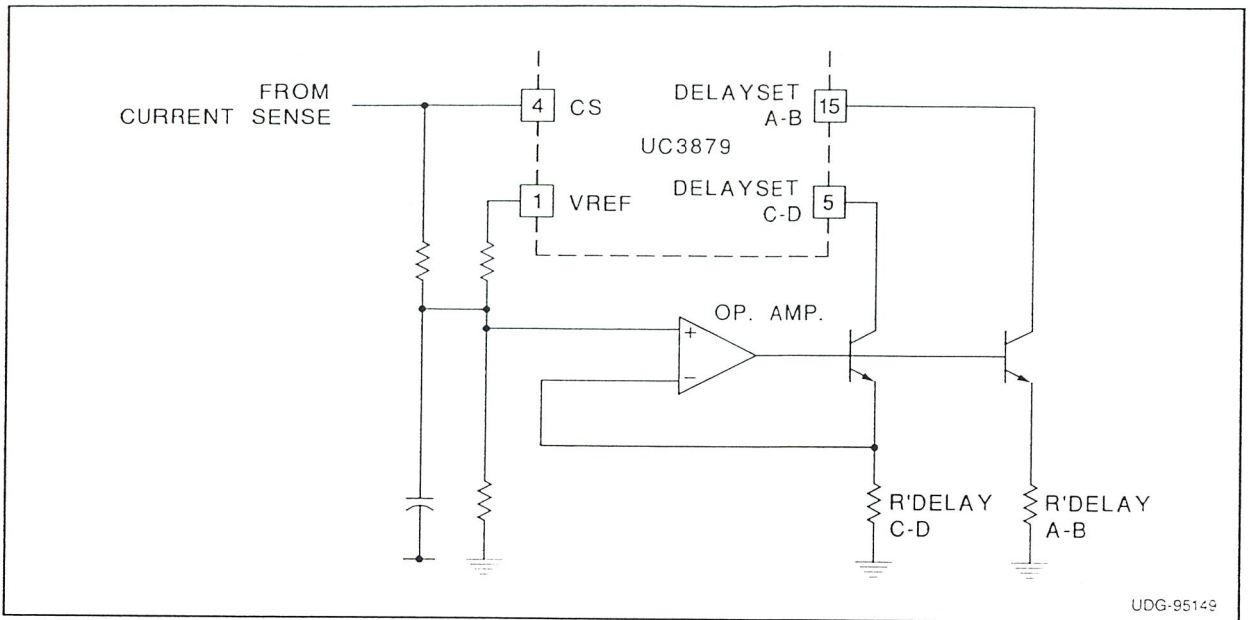 FROM
CURRENT SENSE
4
CS
DELAYSET
A-B
15
UC3879
1
VREF
DELAYSET
C-D
5
OP. AMP.
+
−
R'DELAY
C-D
R'DELAY
A-B
UDG-95149